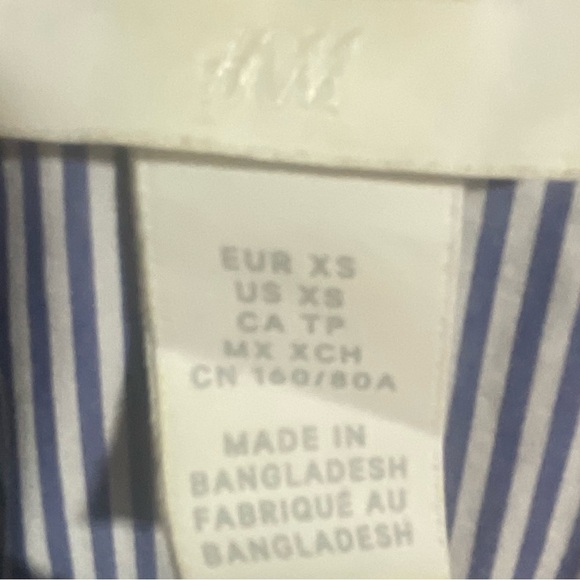 H&M
EUR XS
US XS
CA TP
MX XCH
CN 160/80A
MADE IN
BANGLADESH
FABRIQUÉ AU
BANGLADESH